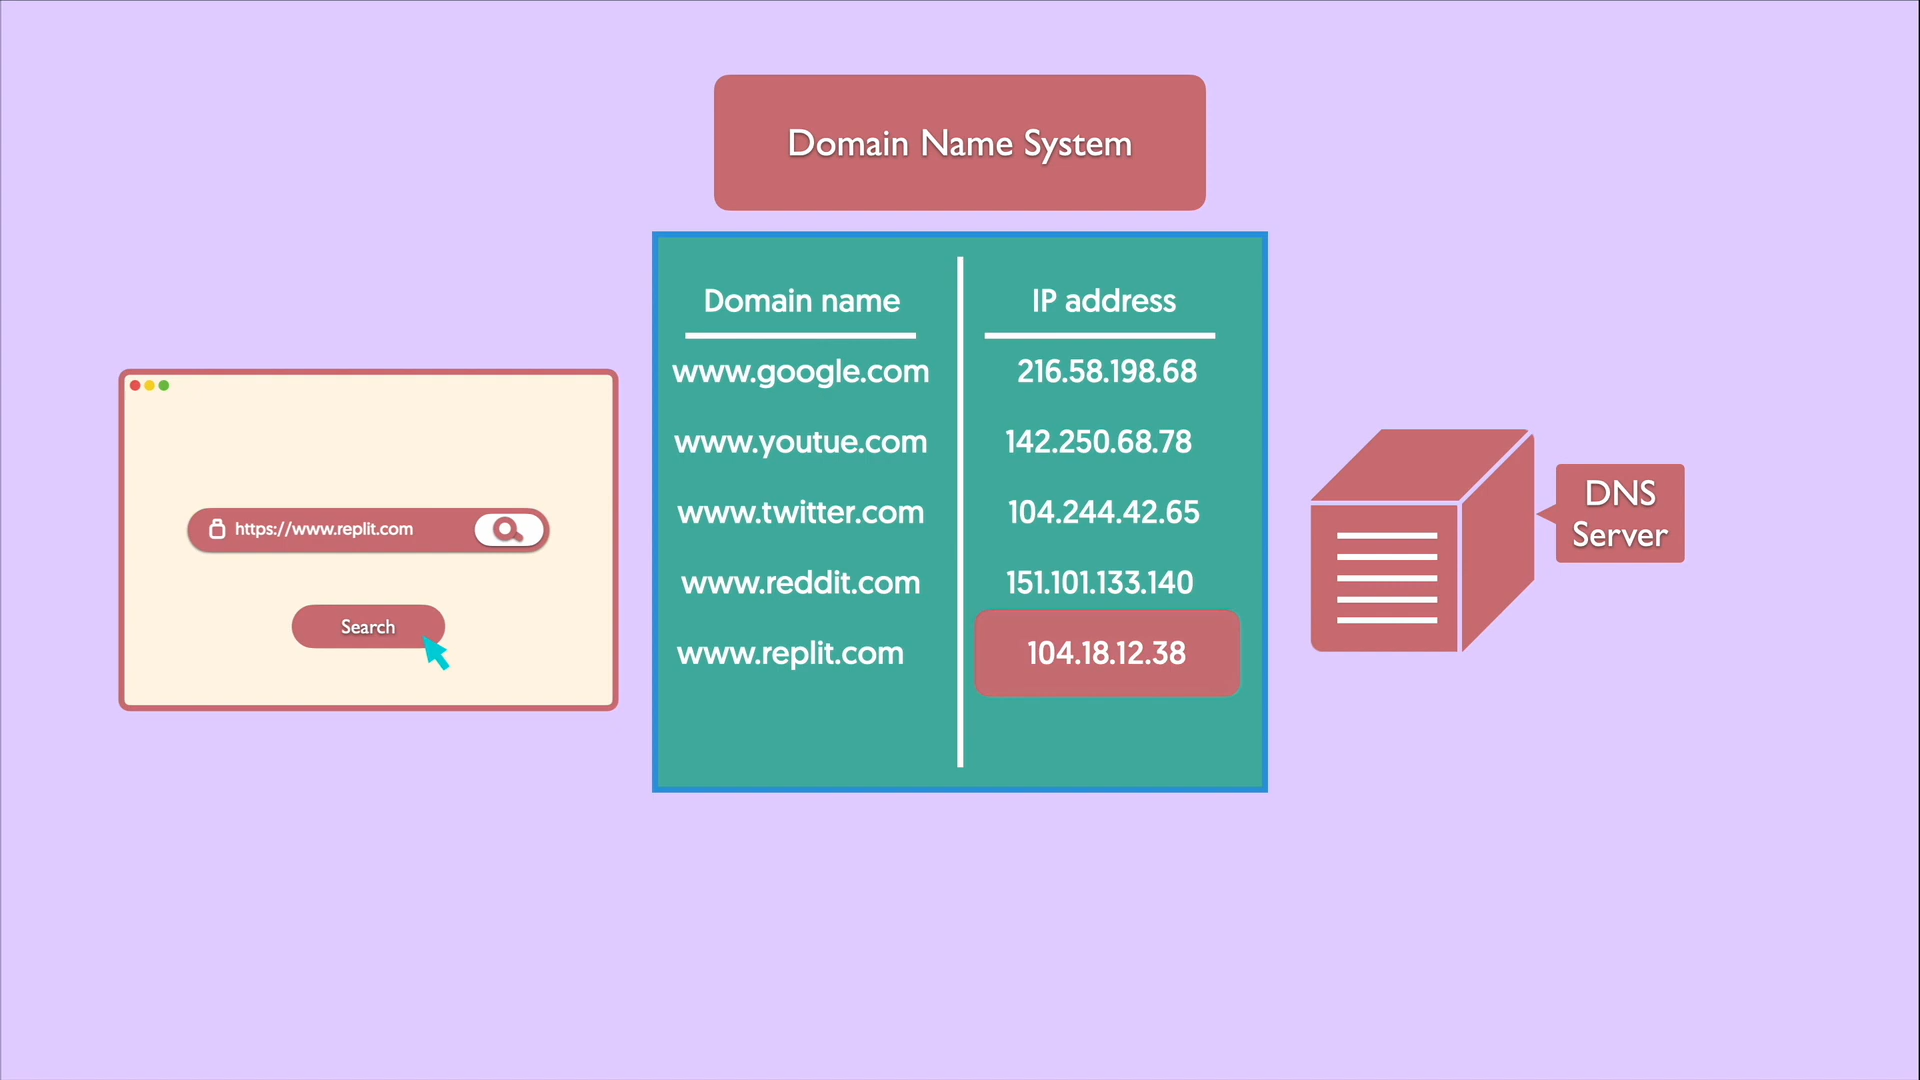 Domain Name System
Domain name IP address
www.google.com 216.58.198.68
www.youtue.com 142.250.68.78
www.twitter.com 104.244.42.65
www.reddit.com 151.101.133.140
www.replit.com 104.18.12.38
https://www.replit.com
Search
DNS
Server